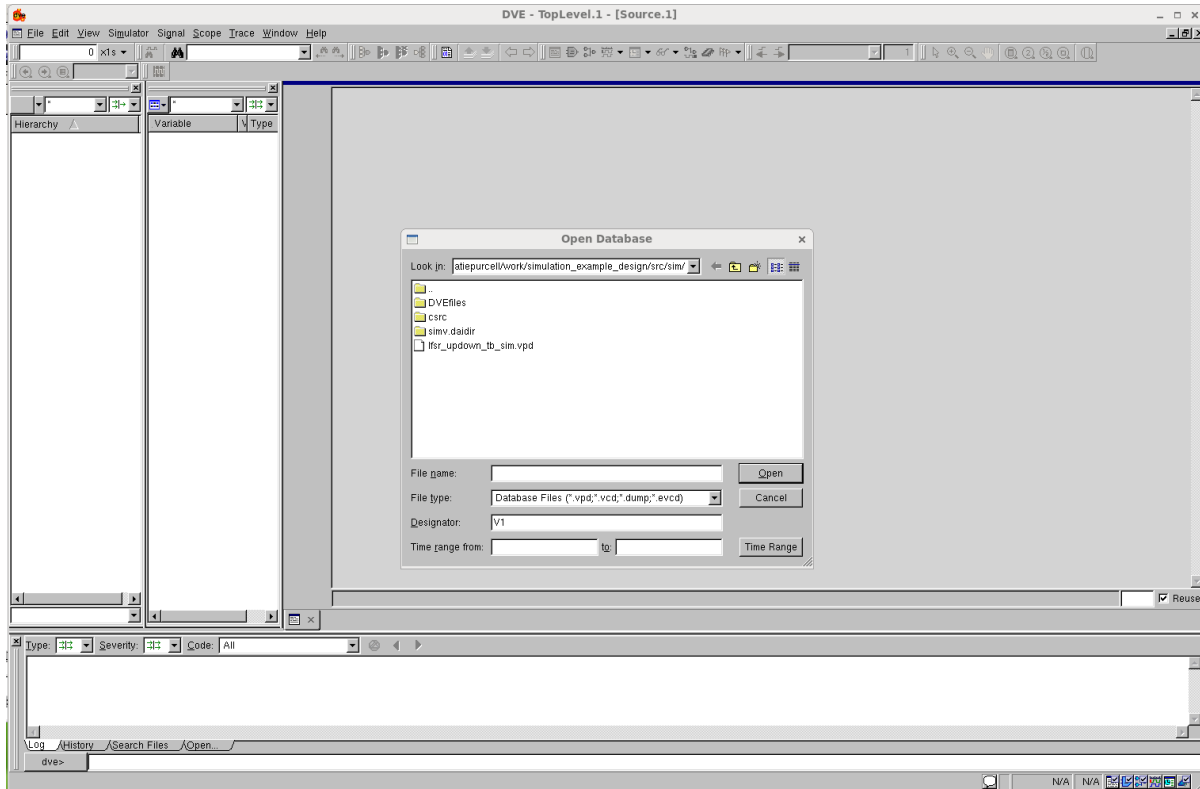 DVE - TopLevel.1 - [Source.1]
File Edit View Simulator Signal Scope Trace Window Help
0 x1s
1
* *
Hierarchy Variable V Type
Open Database
Look in: atiepurcell/work/simulation_example_design/src/sim/
..
DVEfiles
csrc
simv.daidir
lfsr_updown_tb_sim.vpd
File name: Open
File type: Database Files (*.vpd;*.vcd;*.dump;*.evcd) Cancel
Designator: V1
Time range from: to: Time Range
Reuse
Type: Severity: Code: All
Log History Search Files Open...
dve>
N/A N/A